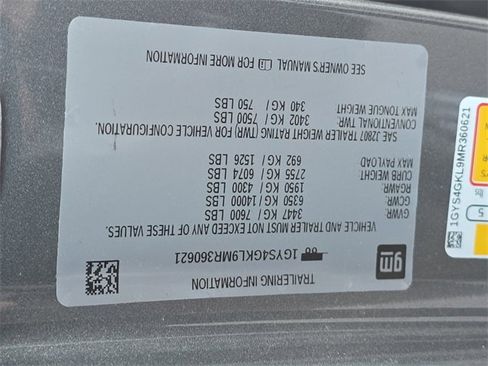 gm
TRAILERING INFORMATION
1GYS4GKL9MR360621
VEHICLE AND TRAILER MUST NOT EXCEED ANY OF THESE VALUES.
GVWR: 3447 KG/ 7600 LBS
GCWR: 6350 KG/14000 LBS
RGAWR: 1950 KG/ 4300 LBS
CURB WEIGHT 2755 KG/ 6074 LBS
MAX PAYLOAD 692 KG/ 1526 LBS
SAE J2807 TRAILER WEIGHT RATING (TWR) FOR VEHICLE CONFIGURATION.
CONVENTIONAL TWR: 3402 KG/ 7500 LBS
MAX TONGUE WEIGHT 340 KG/ 750 LBS
SEE OWNER'S MANUAL FOR MORE INFORMATION
1GYS4GKL9MR360621
5